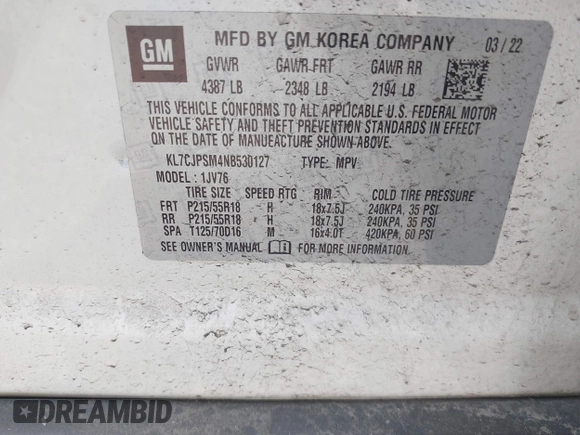 GM
MFD BY GM KOREA COMPANY 03/22
GVWR GAWR FRT GAWR RR
4387 LB 2348 LB 2194 LB
THIS VEHICLE CONFORMS TO ALL APPLICABLE U.S. FEDERAL MOTOR
VEHICLE SAFETY AND THEFT PREVENTION STANDARDS IN EFFECT ON
THE DATE OF MANUFACTURE SHOWN ABOVE.
KL7CJPSM4NB530127 TYPE: MPV
MODEL: 1JV76
TIRE SIZE SPEED RTG RIM COLD TIRE PRESSURE
FRT P215/55R18 H 18x7.5J 240KPA, 35 PSI
RR P215/55R18 H 18x7.5J 240KPA, 35 PSI
SPA T125/70D16 M 16x4.0T 420KPA, 60 PSI
SEE OWNER'S MANUAL FOR MORE INFORMATION.
DREAMBID